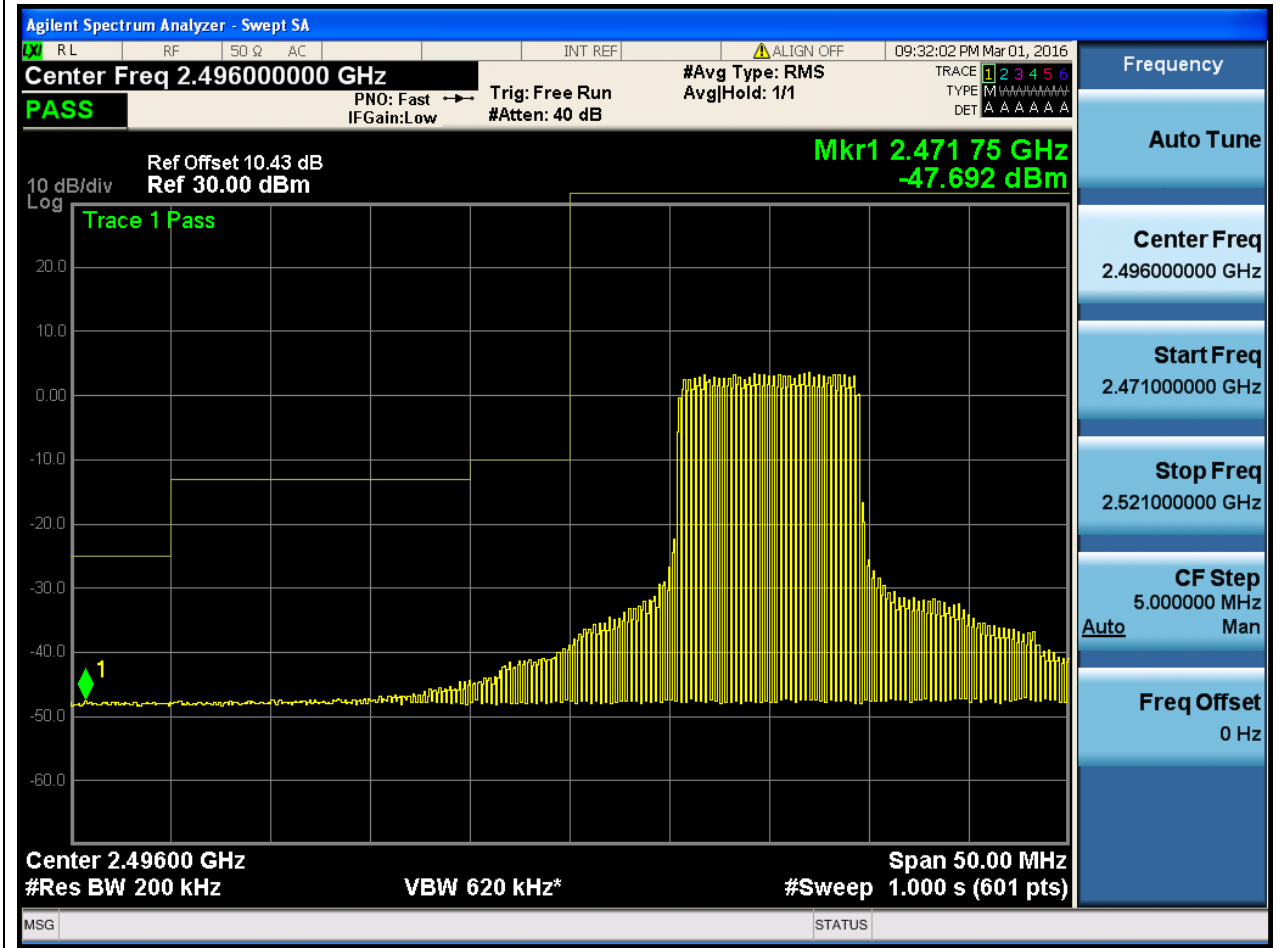 Agilent Spectrum Analyzer - Swept SA
LXI RL RF 50 Ω AC INT REF ALIGN OFF 09:32:02 PM Mar 01, 2016
Center Freq 2.496000000 GHz
PASS
PNO: Fast
IFGain:Low
Trig: Free Run
#Atten: 40 dB
#Avg Type: RMS
Avg|Hold: 1/1
TRACE 1 2 3 4 5 6
TYPE M
DET A A A A A A
Mkr1 2.471 75 GHz
-47.692 dBm
Ref Offset 10.43 dB
10 dB/div Ref 30.00 dBm
Log
Trace 1 Pass
20.0
10.0
0.00
-10.0
-20.0
-30.0
-40.0
1
-50.0
-60.0
Center 2.49600 GHz Span 50.00 MHz
#Res BW 200 kHz VBW 620 kHz* #Sweep 1.000 s (601 pts)
MSG STATUS
Frequency
Auto Tune
Center Freq
2.496000000 GHz
Start Freq
2.471000000 GHz
Stop Freq
2.521000000 GHz
CF Step
5.000000 MHz
Auto Man
Freq Offset
0 Hz